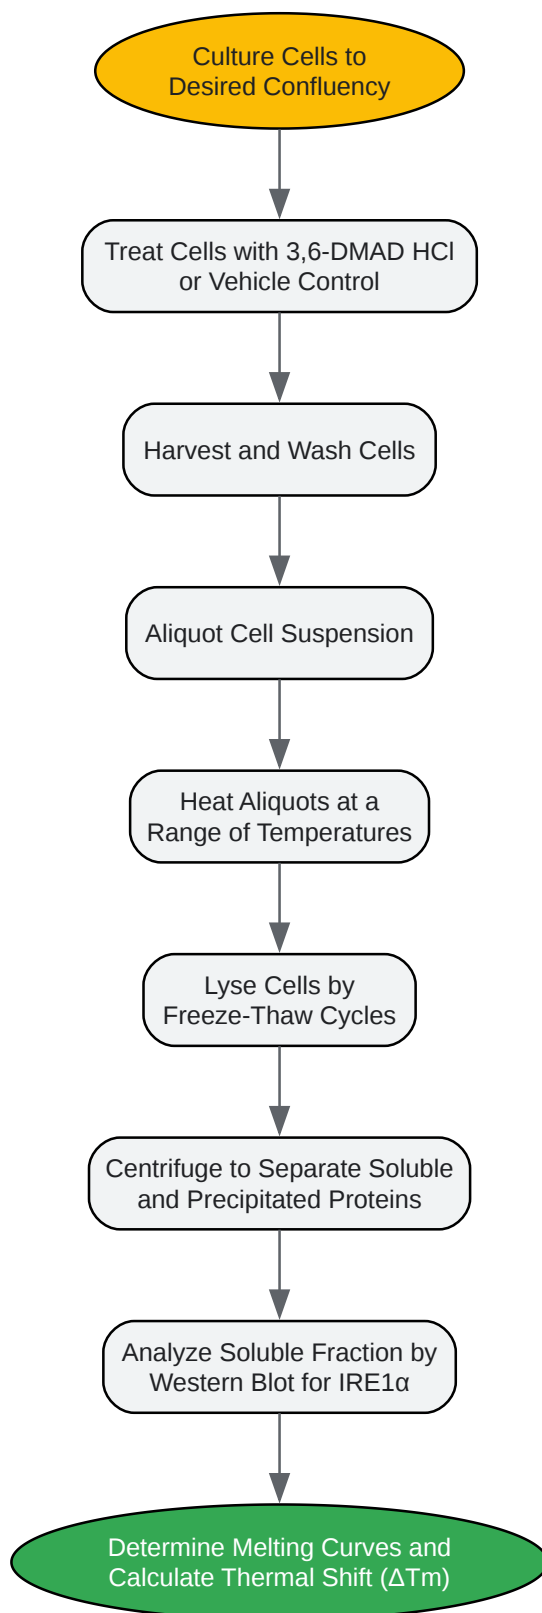 Culture Cells to
Desired Confluency
Treat Cells with 3,6-DMAD HCl
or Vehicle Control
Harvest and Wash Cells
Aliquot Cell Suspension
Heat Aliquots at a
Range of Temperatures
Lyse Cells by
Freeze-Thaw Cycles
Centrifuge to Separate Soluble
and Precipitated Proteins
Analyze Soluble Fraction by
Western Blot for IRE1α
Determine Melting Curves and
Calculate Thermal Shift (ΔTm)